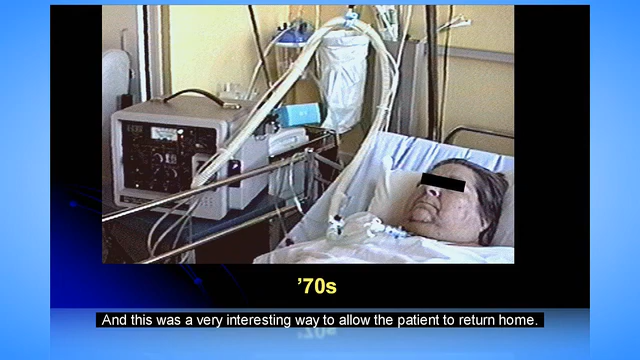 ’70s
And this was a very interesting way to allow the patient to return home.